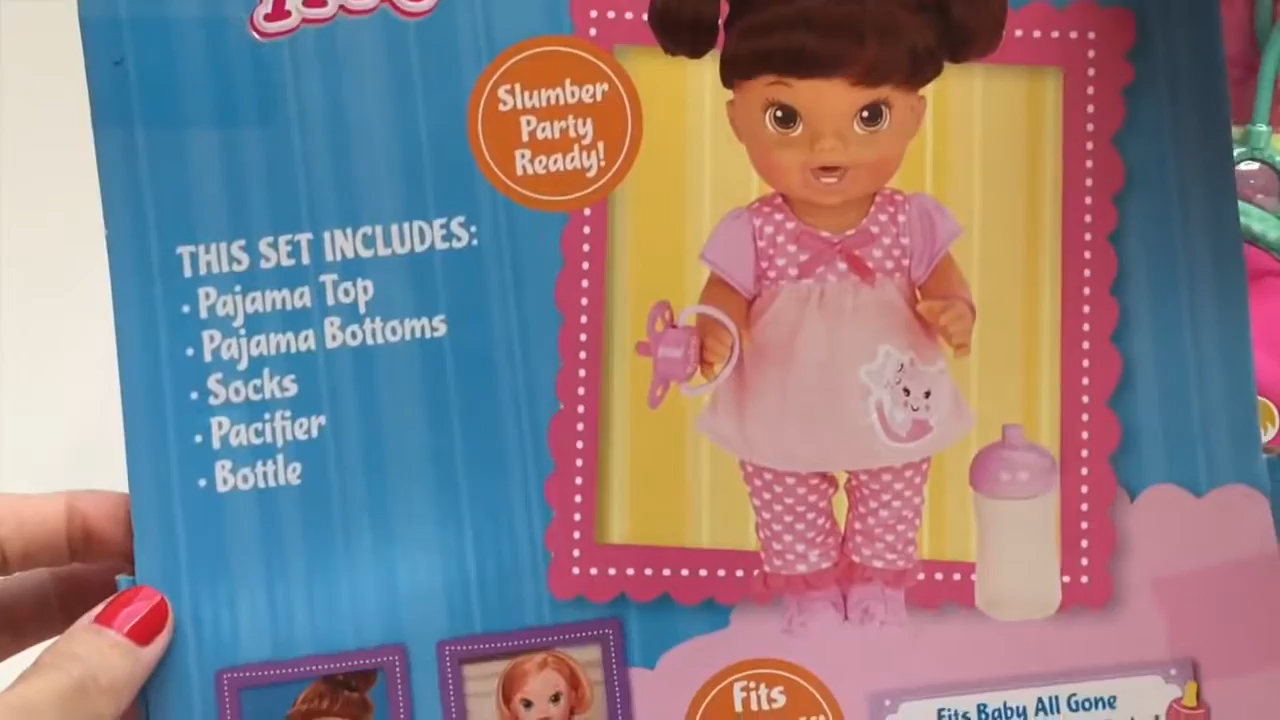 Slumber
Party
Ready!
THIS SET INCLUDES:
· Pajama Top
· Pajama Bottoms
· Socks
· Pacifier
· Bottle
Fits
Fits Baby All Gone